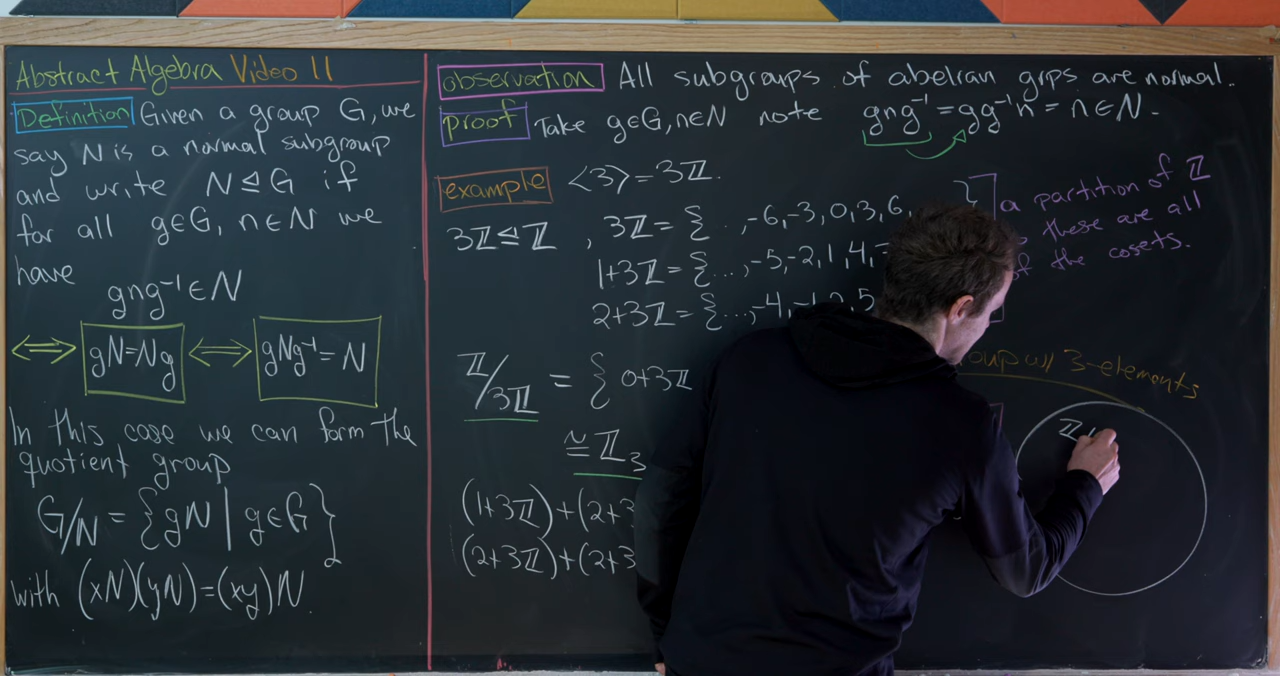 Abstract Algebra Video 11
Definition Given a group G, we
say N is a normal subgroup
and write N⊴G if
for all g∈G, n∈N we
have
gng⁻¹∈N
⟺ gN=Ng ⟺ gNg⁻¹=N
In this case we can form the
quotient group
G/N = {gN | g∈G}
with (xN)(yN)=(xy)N.
observation All subgroups of abelian grps are normal.
proof Take g∈G, n∈N note gng⁻¹=gg⁻¹n=n∈N.
example ⟨3⟩=3ℤ.
3ℤ⊴ℤ, 3ℤ={ ..,-6,-3,0,3,6, }
1+3ℤ={...,-5,-2,1,4,
2+3ℤ={...,-4,-1,2,5
a partition of ℤ
these are all
of the cosets.
ℤ/3ℤ = { 0+3ℤ
≅ℤ₃
(1+3ℤ)+(2+3
(2+3ℤ)+(2+3
3-elements
ℤ